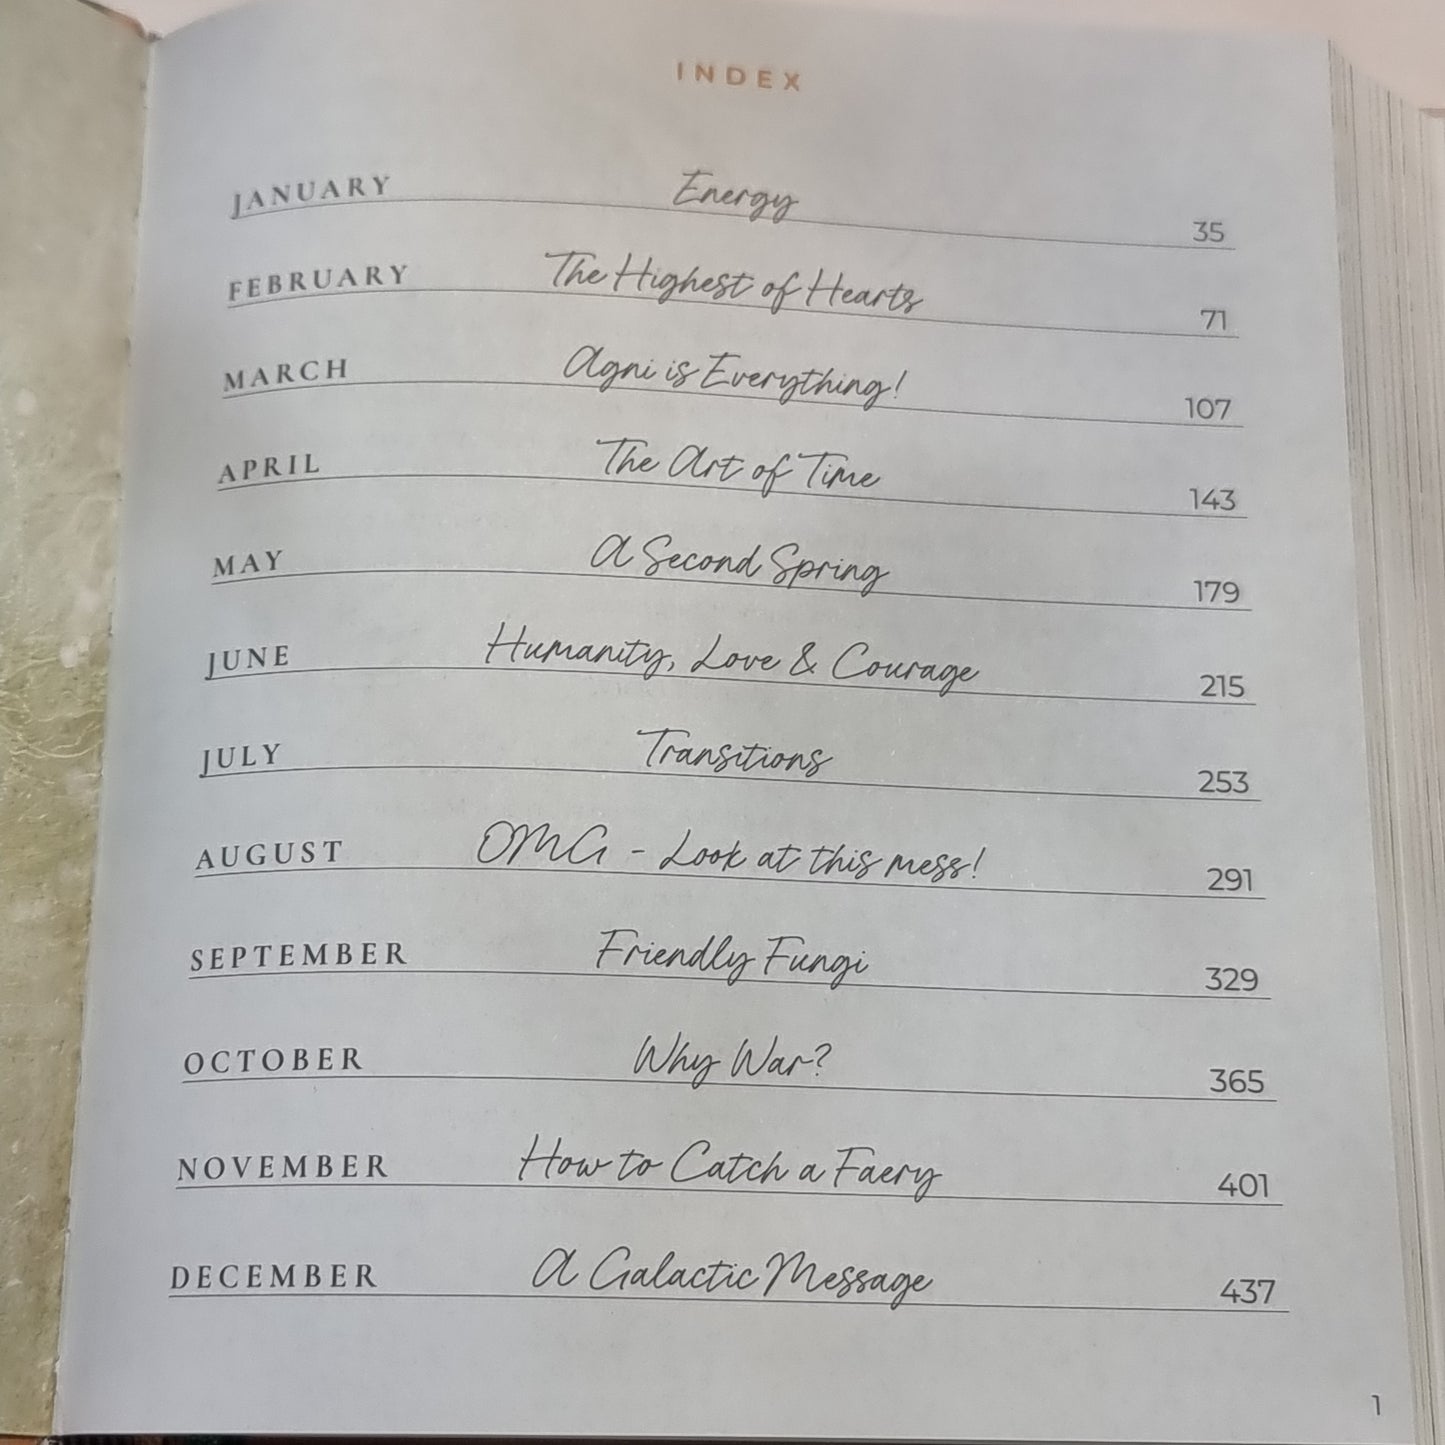 INDEX
JANUARY Energy 35
FEBRUARY The Highest of Hearts 71
MARCH Agni is Everything! 107
APRIL The Art of Time 143
MAY A Second Spring 179
JUNE Humanity, Love & Courage 215
JULY Transitions 253
AUGUST OMG - Look at this mess! 291
SEPTEMBER Friendly Fungi 329
OCTOBER Why War? 365
NOVEMBER How to Catch a Faery 401
DECEMBER A Galactic Message 437
1